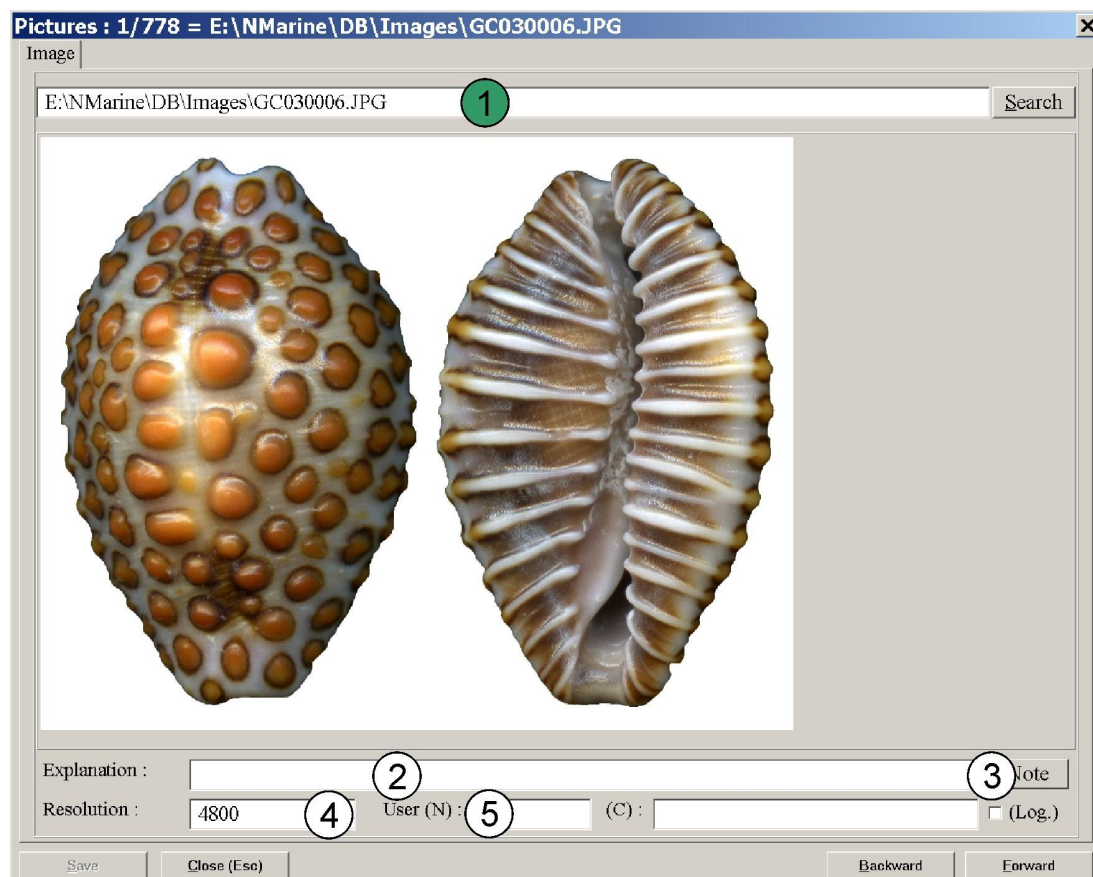 Pictures : 1/778 = E:\NMarine\DB\Images\GC030006.JPG
Image
E:\NMarine\DB\Images\GC030006.JPG 1 Search
Explanation : 2 3 Note
Resolution : 4800 4 User (N) : 5 (C) : (Log.)
Save Close (Esc) Backward Forward